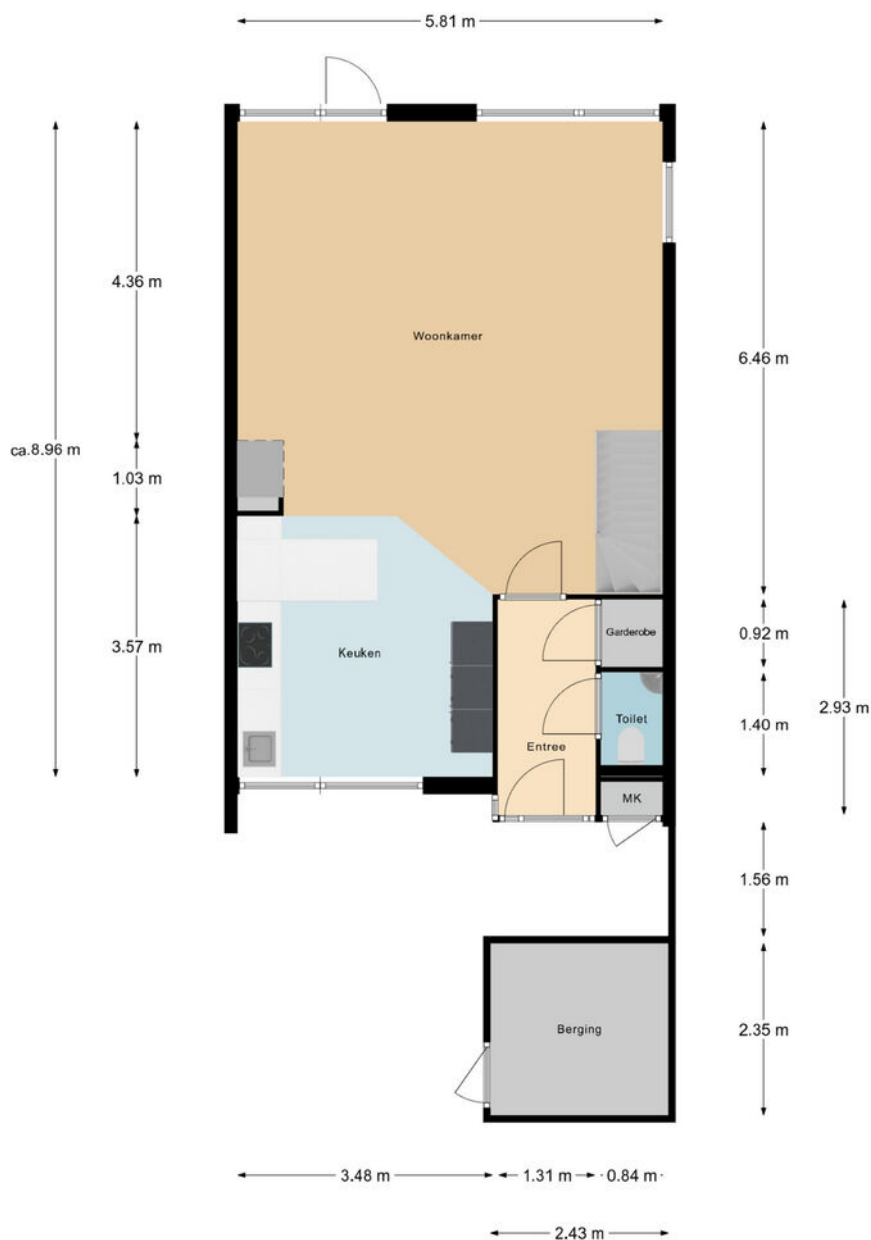 5.81 m
4.36 m
Woonkamer
6.46 m
ca.8.96 m
1.03 m
Garderobe
0.92 m
3.57 m
Keuken
2.93 m
Toilet
1.40 m
Entree
MK
1.56 m
Berging
2.35 m
3.48 m
1.31 m
0.84 m
2.43 m